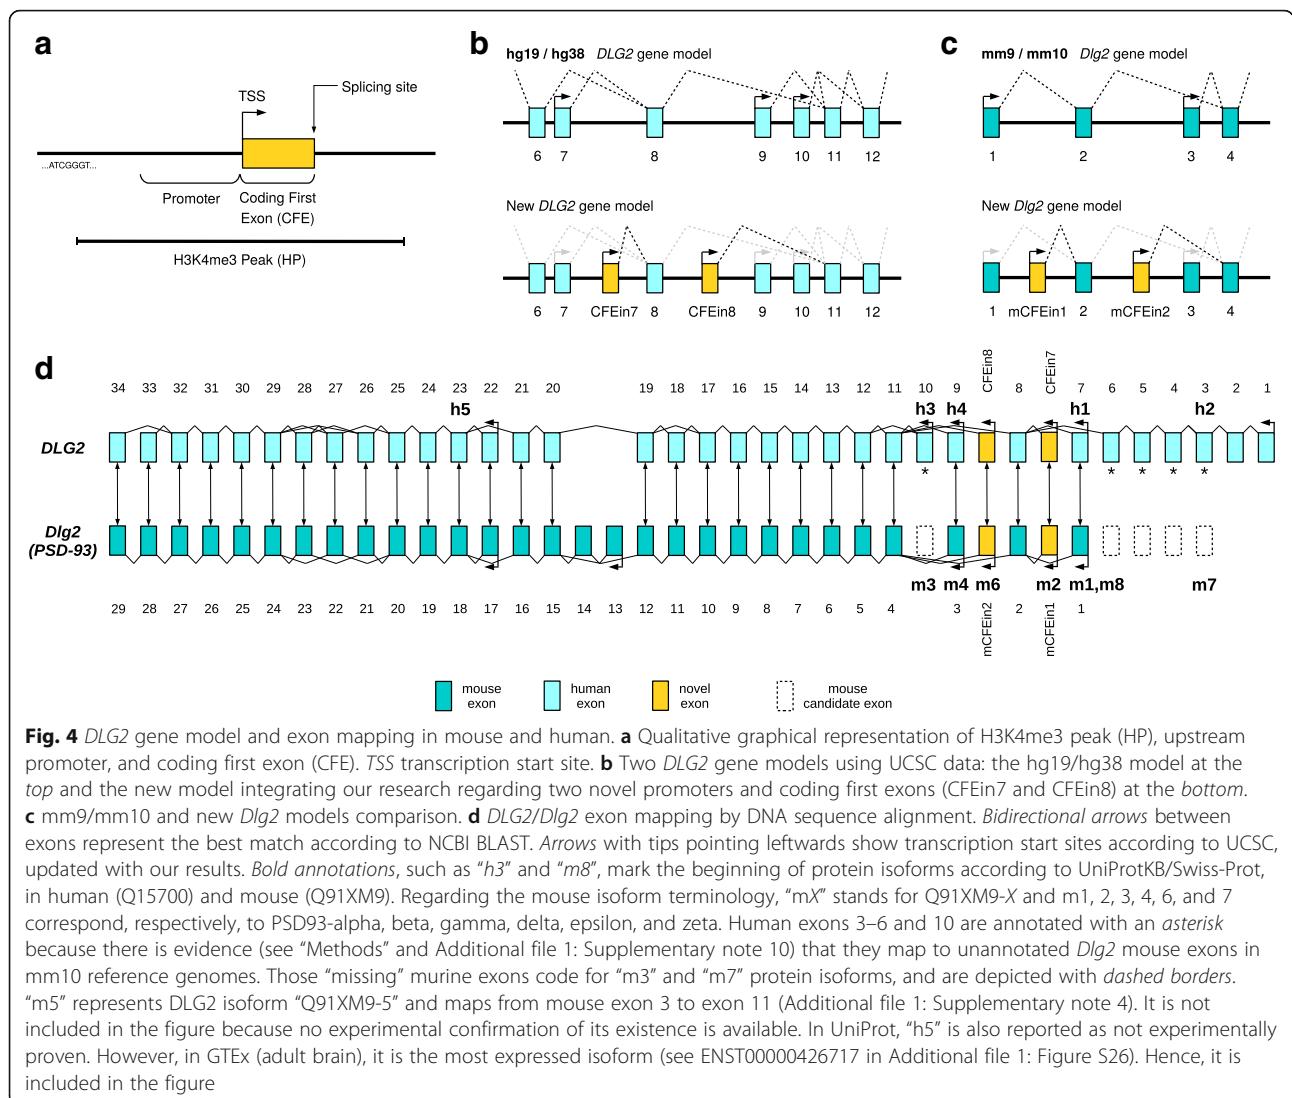 a
TSS
Splicing site
...ATCGGGT...
Promoter
Coding First
Exon (CFE)
H3K4me3 Peak (HP)
b
hg19 / hg38 DLG2 gene model
6 7 8 9 10 11 12
New DLG2 gene model
6 7 CFEin7 8 CFEin8 9 10 11 12
c
mm9 / mm10 Dlg2 gene model
1 2 3 4
New Dlg2 gene model
1 mCFEin1 2 mCFEin2 3 4
d
34 33 32 31 30 29 28 27 26 25 24 23 22 21 20 19 18 17 16 15 14 13 12 11 10 9 CFEin8 8 CFEin7 7 6 5 4 3 2 1
h5 h3 h4 h1 h2
DLG2
* * * * *
Dlg2
(PSD-93)
m3 m4 m6 m2 m1,m8 m7
29 28 27 26 25 24 23 22 21 20 19 18 17 16 15 14 13 12 11 10 9 8 7 6 5 4 3 mCFEin2 2 mCFEin1 1
mouse
exon
human
exon
novel
exon
mouse
candidate exon
Fig. 4 DLG2 gene model and exon mapping in mouse and human. a Qualitative graphical representation of H3K4me3 peak (HP), upstream
promoter, and coding first exon (CFE). TSS transcription start site. b Two DLG2 gene models using UCSC data: the hg19/hg38 model at the
top and the new model integrating our research regarding two novel promoters and coding first exons (CFEin7 and CFEin8) at the bottom.
c mm9/mm10 and new Dlg2 models comparison. d DLG2/Dlg2 exon mapping by DNA sequence alignment. Bidirectional arrows between
exons represent the best match according to NCBI BLAST. Arrows with tips pointing leftwards show transcription start sites according to UCSC,
updated with our results. Bold annotations, such as “h3” and “m8”, mark the beginning of protein isoforms according to UniProtKB/Swiss-Prot,
in human (Q15700) and mouse (Q91XM9). Regarding the mouse isoform terminology, “mX” stands for Q91XM9-X and m1, 2, 3, 4, 6, and 7
correspond, respectively, to PSD93-alpha, beta, gamma, delta, epsilon, and zeta. Human exons 3–6 and 10 are annotated with an asterisk
because there is evidence (see “Methods” and Additional file 1: Supplementary note 10) that they map to unannotated Dlg2 mouse exons in
mm10 reference genomes. Those “missing” murine exons code for “m3” and “m7” protein isoforms, and are depicted with dashed borders.
“m5” represents DLG2 isoform “Q91XM9-5” and maps from mouse exon 3 to exon 11 (Additional file 1: Supplementary note 4). It is not
included in the figure because no experimental confirmation of its existence is available. In UniProt, “h5” is also reported as not experimentally
proven. However, in GTEx (adult brain), it is the most expressed isoform (see ENST00000426717 in Additional file 1: Figure S26). Hence, it is
included in the figure